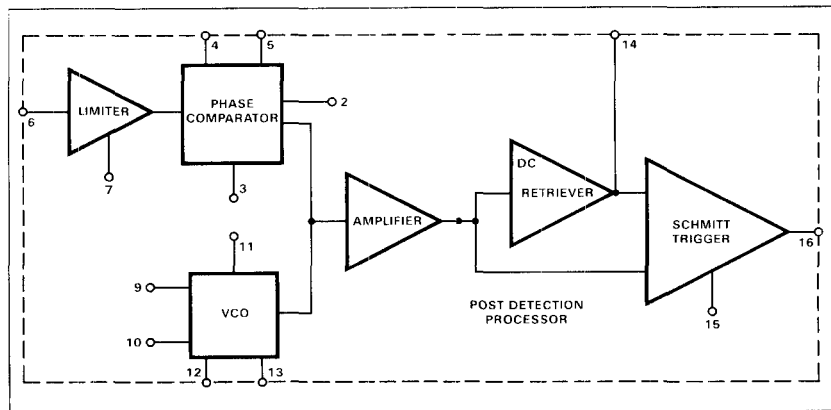 4
5
14
LIMITER
PHASE
COMPARATOR
2
6
7
3
DC
RETRIEVER
AMPLIFIER
SCHMITT
TRIGGER
16
11
9
VCO
10
POST DETECTION
PROCESSOR
15
12
13